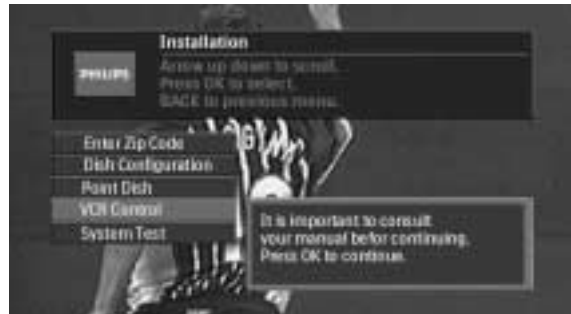 Installation
PHILIPS
Arrow up down to scroll.
Press OK to select.
BACK to previous menu.
Enter Zip Code
Dish Configuration
Point Dish
VCR Control
System Test
It is important to consult
your manual befor continuing.
Press OK to continue.